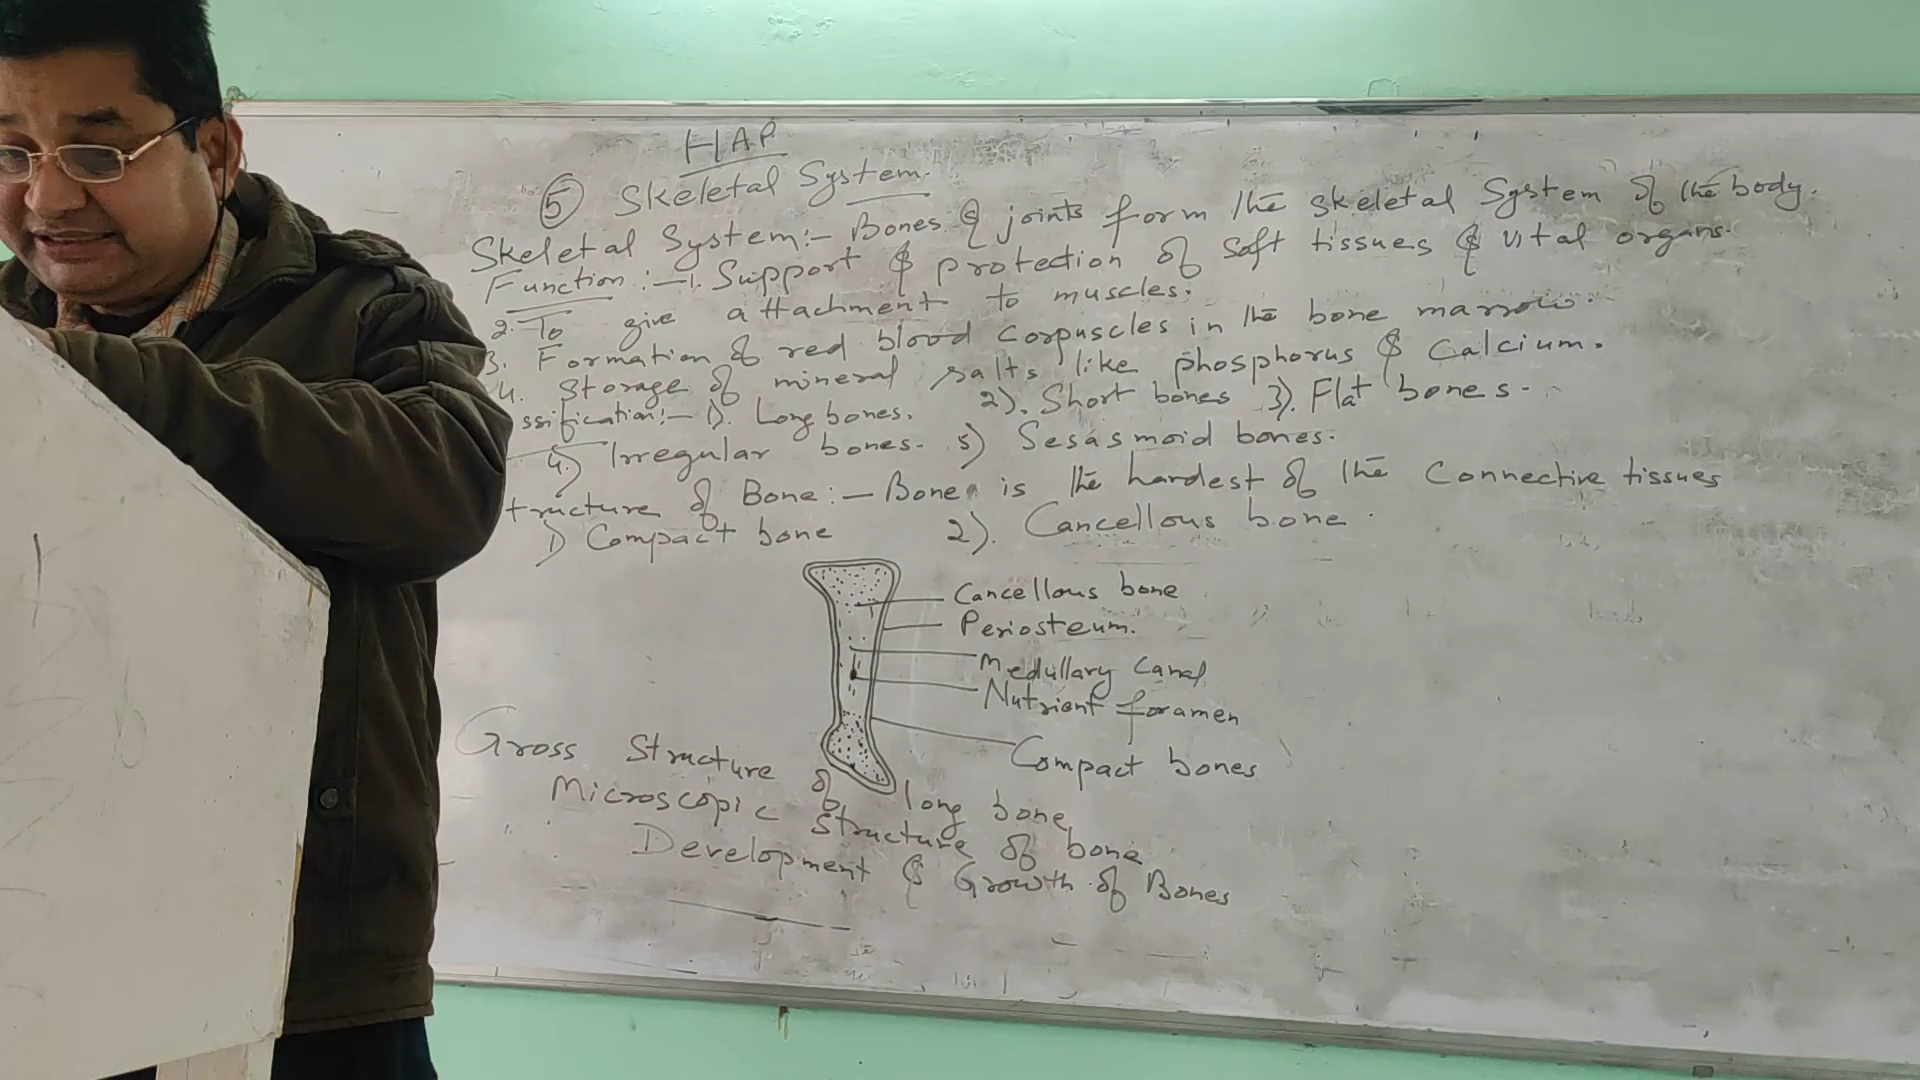 HAP
5 Skeletal System.
Skeletal System:- Bones & joints form the skeletal System of the body.
Function:-1. Support & protection of Soft tissues & vital organs.
2. To give attachment to muscles.
3. Formation of red blood corpuscles in the bone marrow.
4. Storage of mineral salts like phosphorus & Calcium.
ssification:- 1). Long bones. 2). Short bones 3). Flat bones.
4.) Irregular bones. 5) Sesasmoid bones.
tructure of Bone:- Bone is the hardest of the Connective tissues
1) Compact bone 2). Cancellous bone.
Cancellous bone
Periosteum.
Medullary Canal
Nutrient foramen
Compact bones
Gross Structure of long bone
Microscopic Structure of bone
Development & Growth of Bones